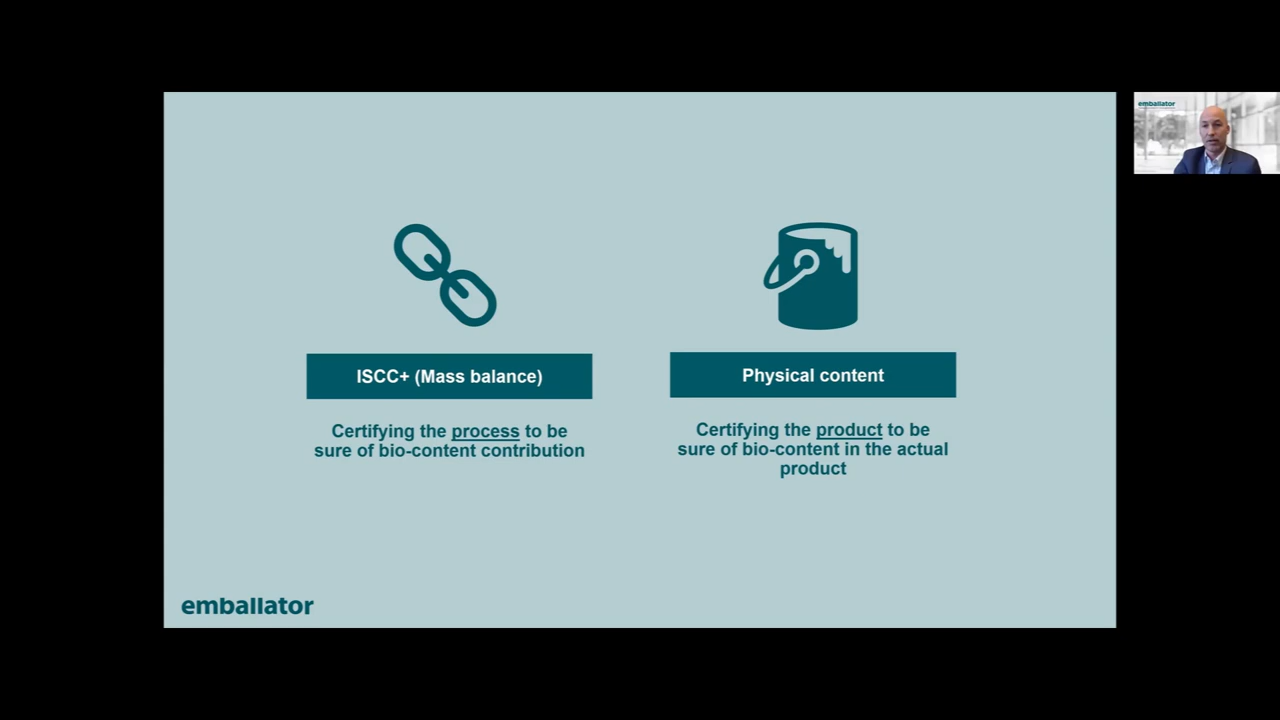 emballator
ISCC+ (Mass balance)
Certifying the process to be
sure of bio-content contribution
Physical content
Certifying the product to be
sure of bio-content in the actual
product
emballator